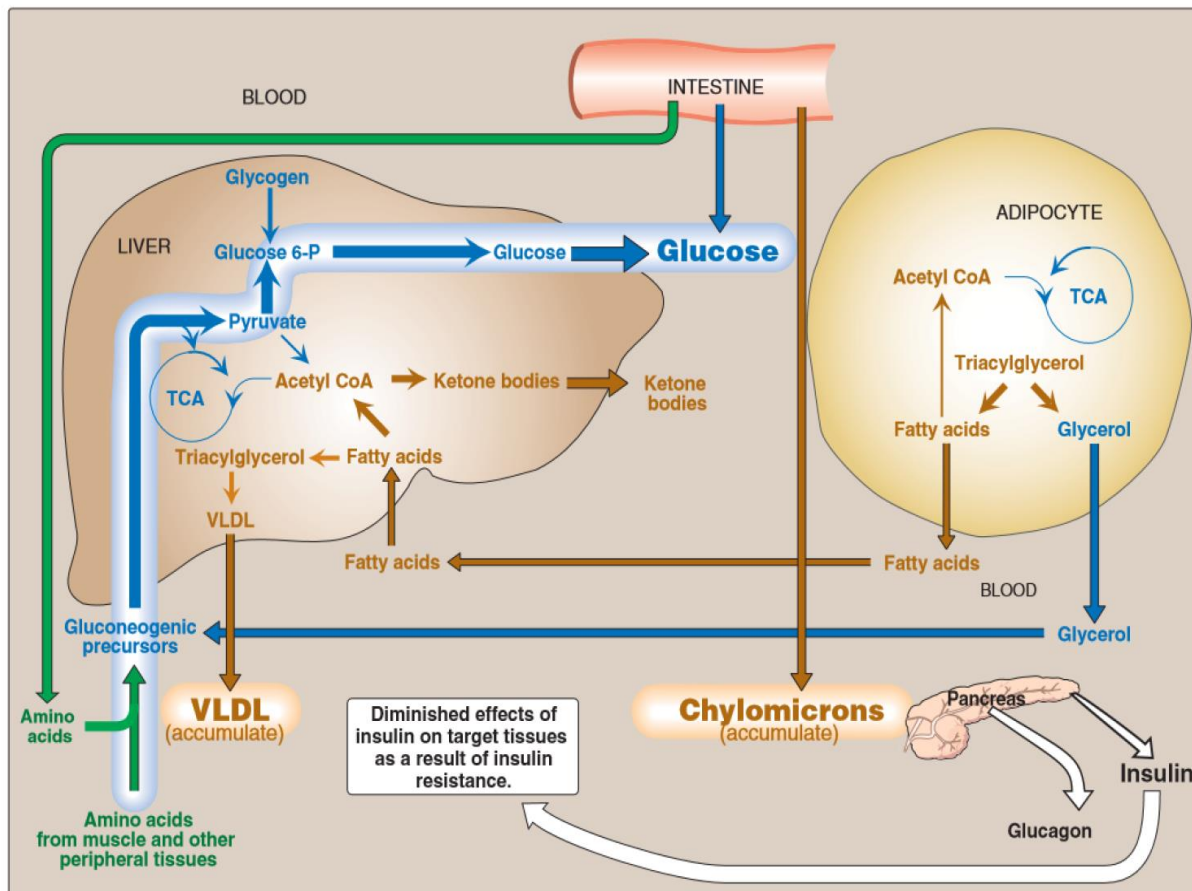 INTESTINE
BLOOD
Glycogen
ADIPOCYTE
LIVER
Glucose 6-P
Glucose
Glucose
Acetyl CoA
TCA
Pyruvate
Triacylglycerol
Acetyl CoA
Ketone bodies
Ketone
bodies
TCA
Fatty acids
Glycerol
Triacylglycerol
Fatty acids
VLDL
Fatty acids
Fatty acids
BLOOD
Gluconeogenic
precursors
Glycerol
Amino
acids
VLDL
(accumulate)
Diminished effects of
insulin on target tissues
as a result of insulin
resistance.
Chylomicrons
(accumulate)
Pancreas
Insulin
Glucagon
Amino acids
from muscle and other
peripheral tissues